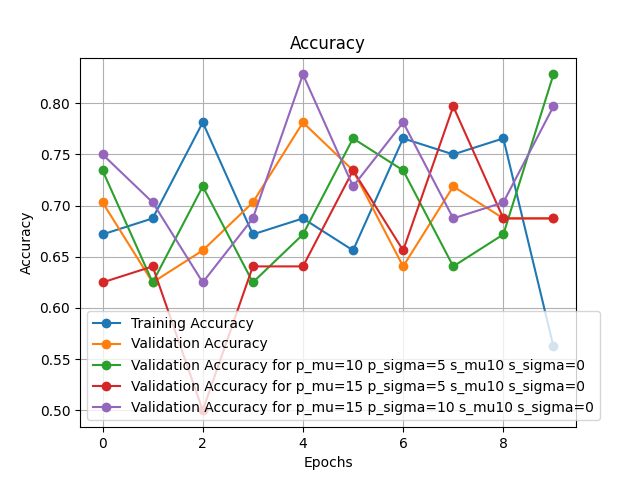 Accuracy
Accuracy
0.80
0.75
0.70
0.65
0.60
0.55
0.50
Training Accuracy
Validation Accuracy
Validation Accuracy for p_mu=10 p_sigma=5 s_mu10 s_sigma=0
Validation Accuracy for p_mu=15 p_sigma=5 s_mu10 s_sigma=0
Validation Accuracy for p_mu=15 p_sigma=10 s_mu10 s_sigma=0
0 2 4 6 8
Epochs